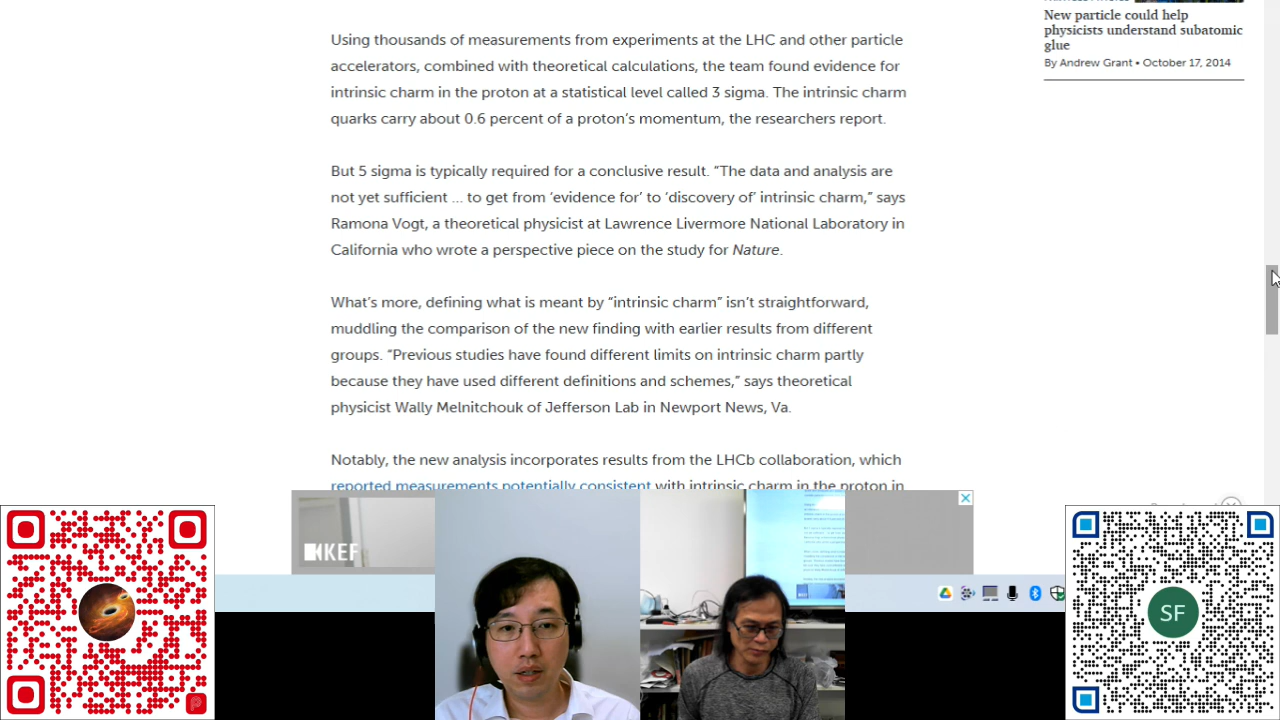 New particle could help
physicists understand subatomic
glue
By Andrew Grant • October 17, 2014
Using thousands of measurements from experiments at the LHC and other particle
accelerators, combined with theoretical calculations, the team found evidence for
intrinsic charm in the proton at a statistical level called 3 sigma. The intrinsic charm
quarks carry about 0.6 percent of a proton’s momentum, the researchers report.
But 5 sigma is typically required for a conclusive result. “The data and analysis are
not yet sufficient … to get from ‘evidence for’ to ‘discovery of’ intrinsic charm,” says
Ramona Vogt, a theoretical physicist at Lawrence Livermore National Laboratory in
California who wrote a perspective piece on the study for Nature.
What’s more, defining what is meant by “intrinsic charm” isn’t straightforward,
muddling the comparison of the new finding with earlier results from different
groups. “Previous studies have found different limits on intrinsic charm partly
because they have used different definitions and schemes,” says theoretical
physicist Wally Melnitchouk of Jefferson Lab in Newport News, Va.
Notably, the new analysis incorporates results from the LHCb collaboration, which
reported measurements potentially consistent with intrinsic charm in the proton in
KEF
SF